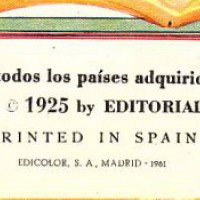 todos los países adquirid
© 1925 by EDITORIAL
RINTED IN SPAIN
EDICOLOR, S. A., MADRID - 1961